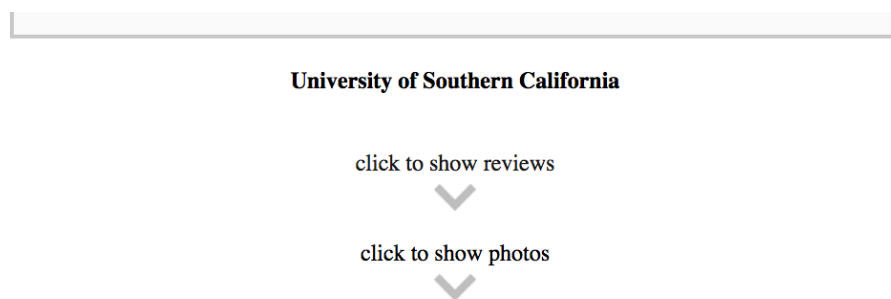 University of Southern California
click to show reviews
click to show photos